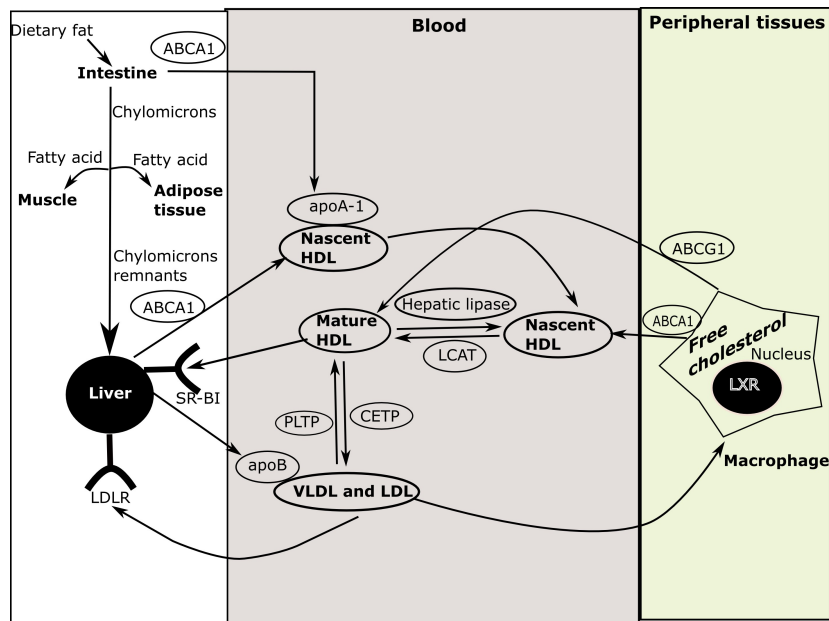 Blood
Peripheral tissues
Dietary fat
ABCA1
Intestine
Chylomicrons
Fatty acid
Fatty acid
Muscle
Adipose
tissue
apoA-1
Nascent
HDL
ABCG1
Chylomicrons
remnants
ABCA1
Hepatic lipase
Mature
HDL
Nascent
HDL
LCAT
ABCA1
Free
cholesterol
Nucleus
LXR
Liver
SR-BI
PLTP
CETP
Macrophage
apoB
VLDL and LDL
LDLR